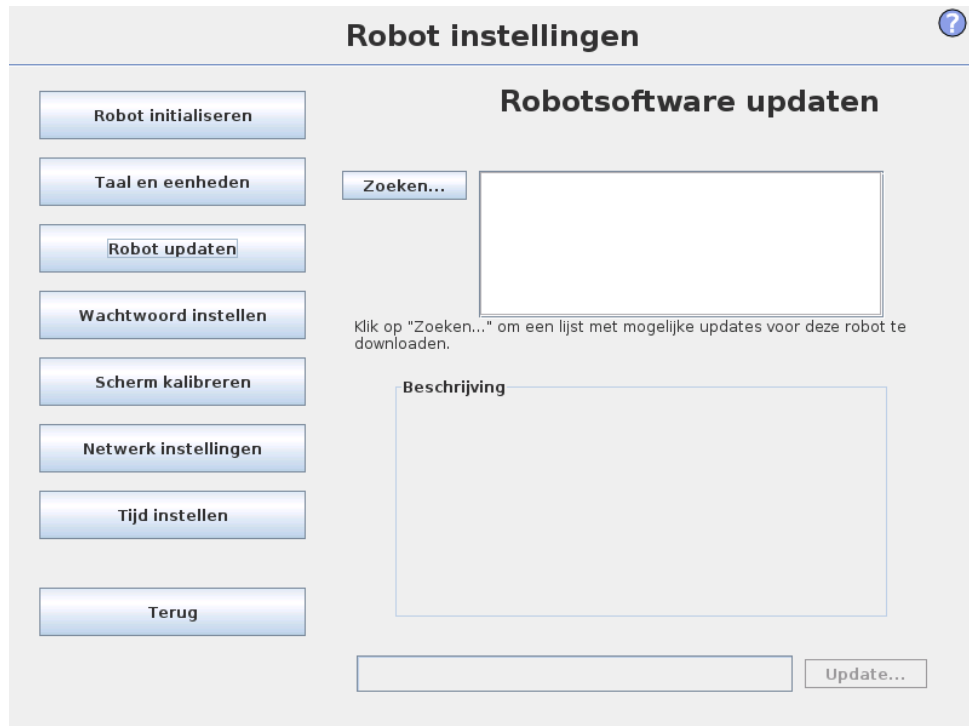 Robot instellingen
?
Robot initialiseren
Taal en eenheden
Robot updaten
Wachtwoord instellen
Scherm kalibreren
Netwerk instellingen
Tijd instellen
Terug
Robotsoftware updaten
Zoeken...
Klik op "Zoeken..." om een lijst met mogelijke updates voor deze robot te
downloaden.
Beschrijving
Update...